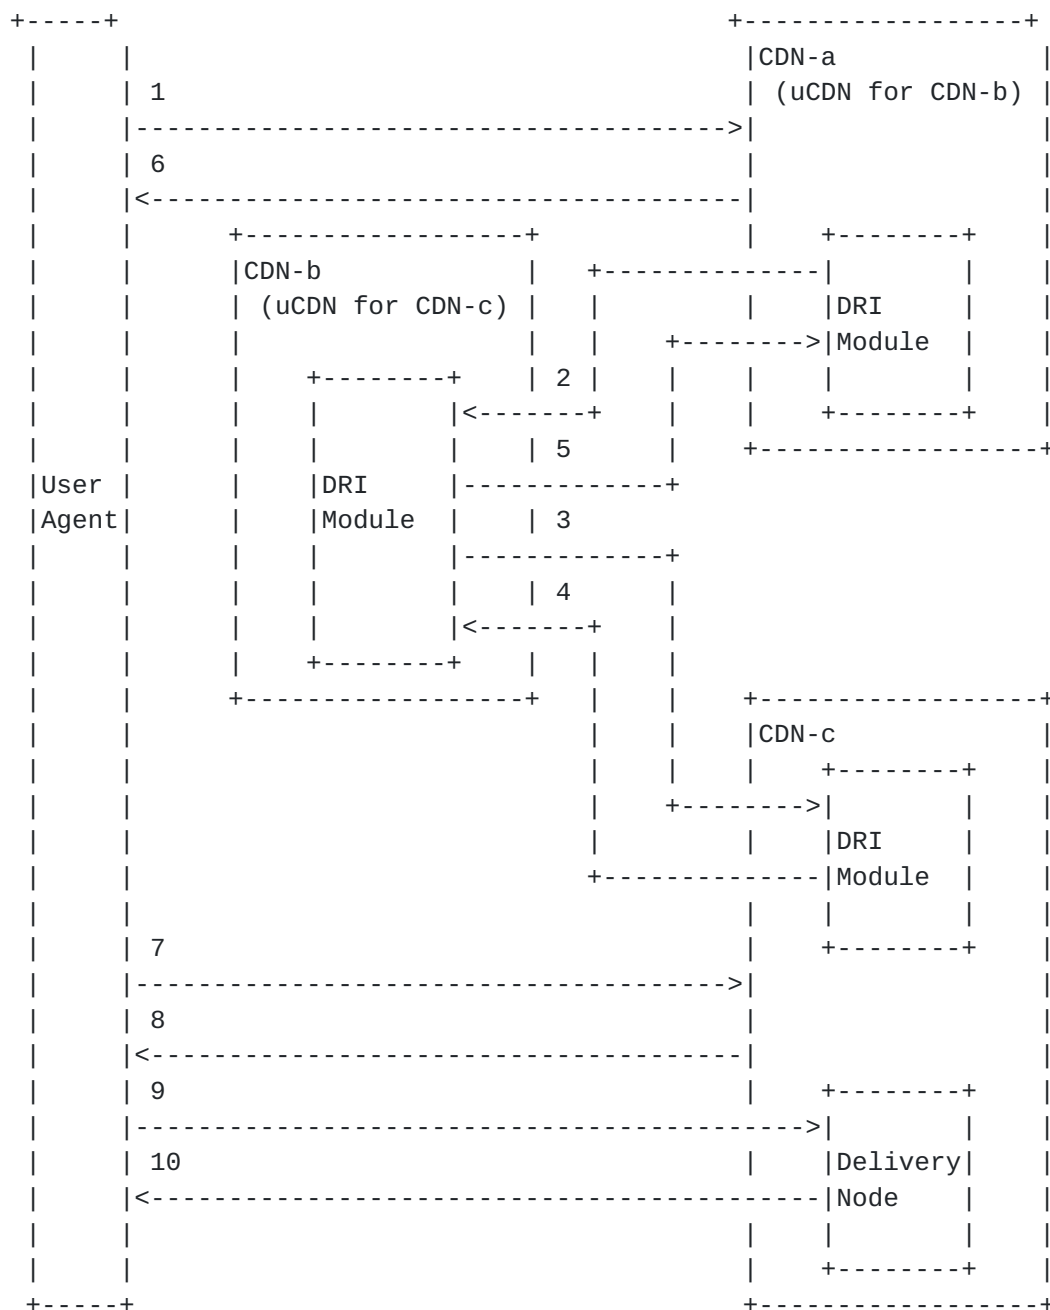 CDN-a
1 (uCDN for CDN-b)
6
CDN-b
(uCDN for CDN-c) DRI
Module
2
5
User DRI
Agent Module 3
4
CDN-c
DRI
Module
7
8
9
10 Delivery
Node